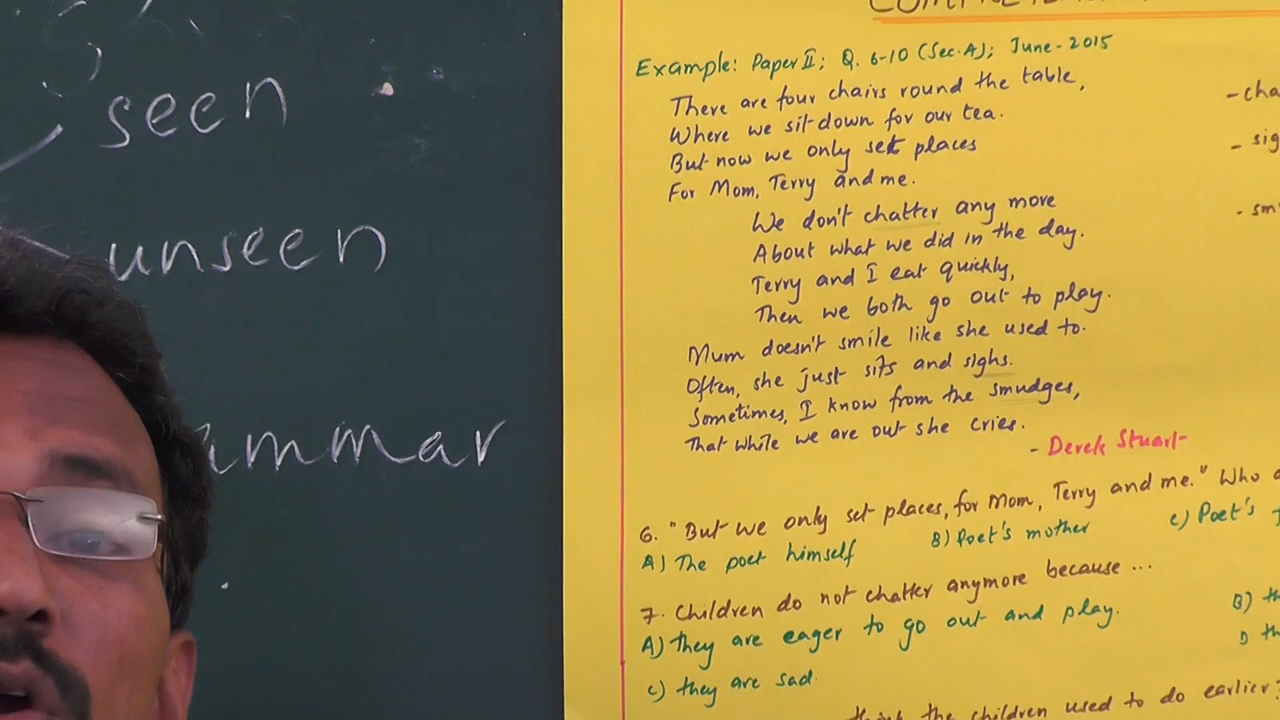 seen
unseen
ammar
Example: Paper II; Q. 6-10 (Sec.A); June-2015
There are four chairs round the table,
Where we sit down for our tea.
But now we only set places
For Mom, Terry and me.
We don't chatter any more
About what we did in the day.
Terry and I eat quickly,
Then we both go out to play.
Mum doesn't smile like she used to.
Often, she just sits and sighs.
Sometimes, I know from the smudges,
That while we are out she cries.
- Derek Stuart
- cha
- sig
- sm
6. "But we only set places, for Mom, Terry and me." Who
A) The poet himself B) Poet's mother c) Poet's
7. Children do not chatter anymore because ...
A) they are eager to go out and play. B) th
c) they are sad. D th
the children used to do earlier?